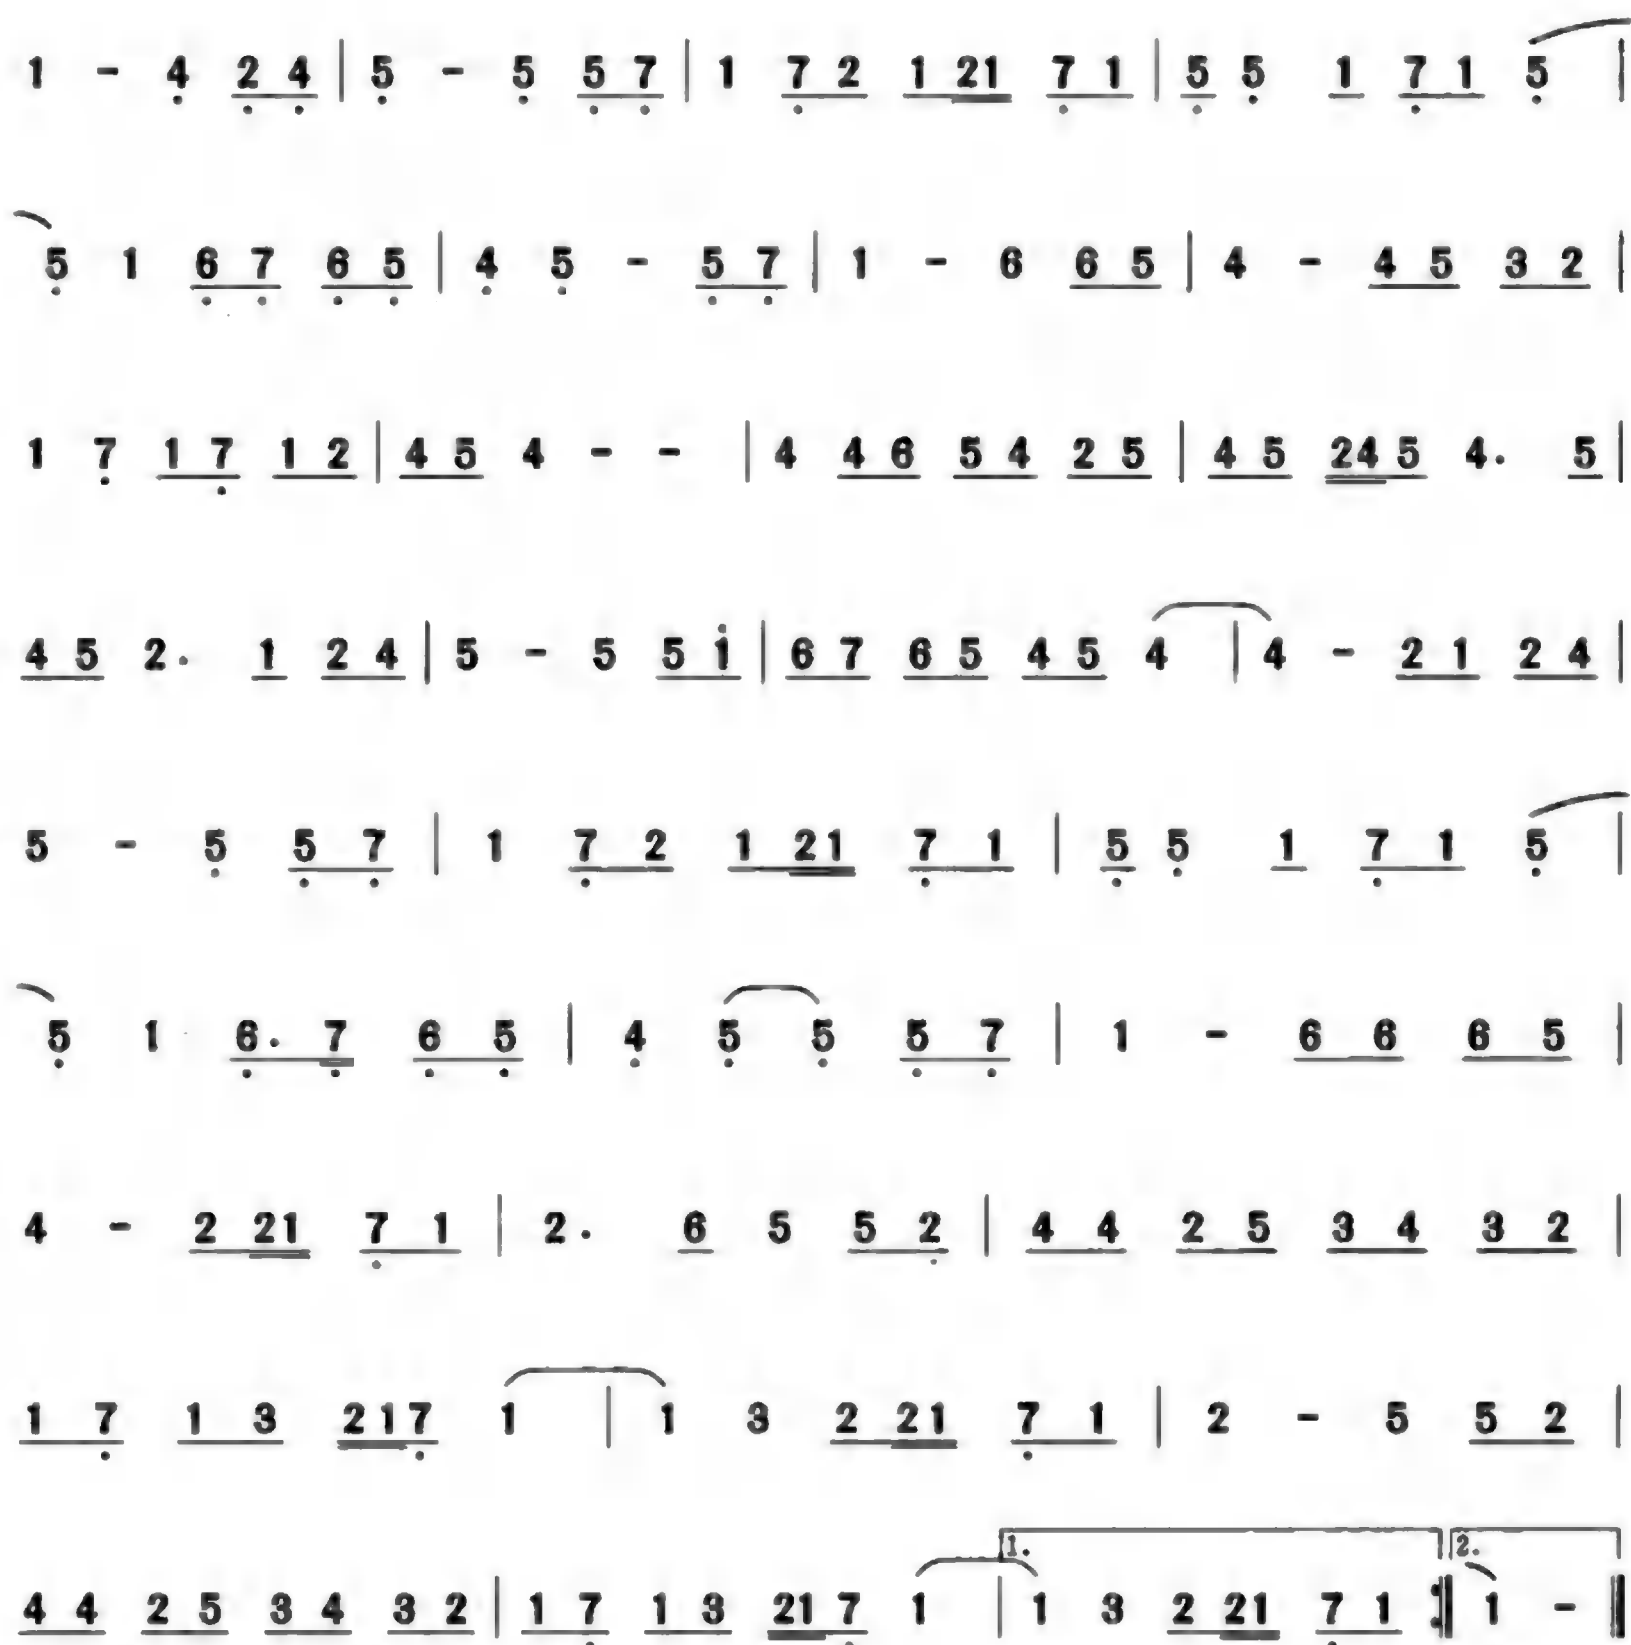 1 - 4̣ 2̣ 4̣ | 5̣ - 5̣ 5̣ 7̣ | 1 7̣ 2 1 21 7̣ 1 | 5̣ 5̣ 1 7̣ 1 5̣ |
5̣ 1 6̣ 7̣ 6̣ 5̣ | 4̣ 5̣ - 5̣ 7̣ | 1 - 6 6 5 | 4 - 4 5 3 2 |
1 7̣ 1 7̣ 1 2 | 4 5 4 - - | 4 4 6 5 4 2 5 | 4 5 24 5 4. 5 |
4 5 2. 1 2 4 | 5 - 5 5 1̇ | 6 7 6 5 4 5 4 | 4 - 2 1 2 4 |
5 - 5̣ 5̣ 7̣ | 1 7̣ 2 1 21 7̣ 1 | 5̣ 5̣ 1 7̣ 1 5̣ |
5̣ 1 6̣. 7̣ 6̣ 5̣ | 4̣ 5̣ 5̣ 5̣ 7̣ | 1 - 6 6 6 5 |
4 - 2 21 7̣ 1 | 2. 6 5 5 2̣ | 4 4 2 5 3 4 3 2 |
1 7̣ 1 3 217̣ 1 | 1 3 2 21 7̣ 1 | 2 - 5 5 2 |
1. 2.
4 4 2 5 3 4 3 2 | 1 7̣ 1 3 21 7̣ 1 | 1 3 2 21 7̣ 1 :‖ 1 - ‖